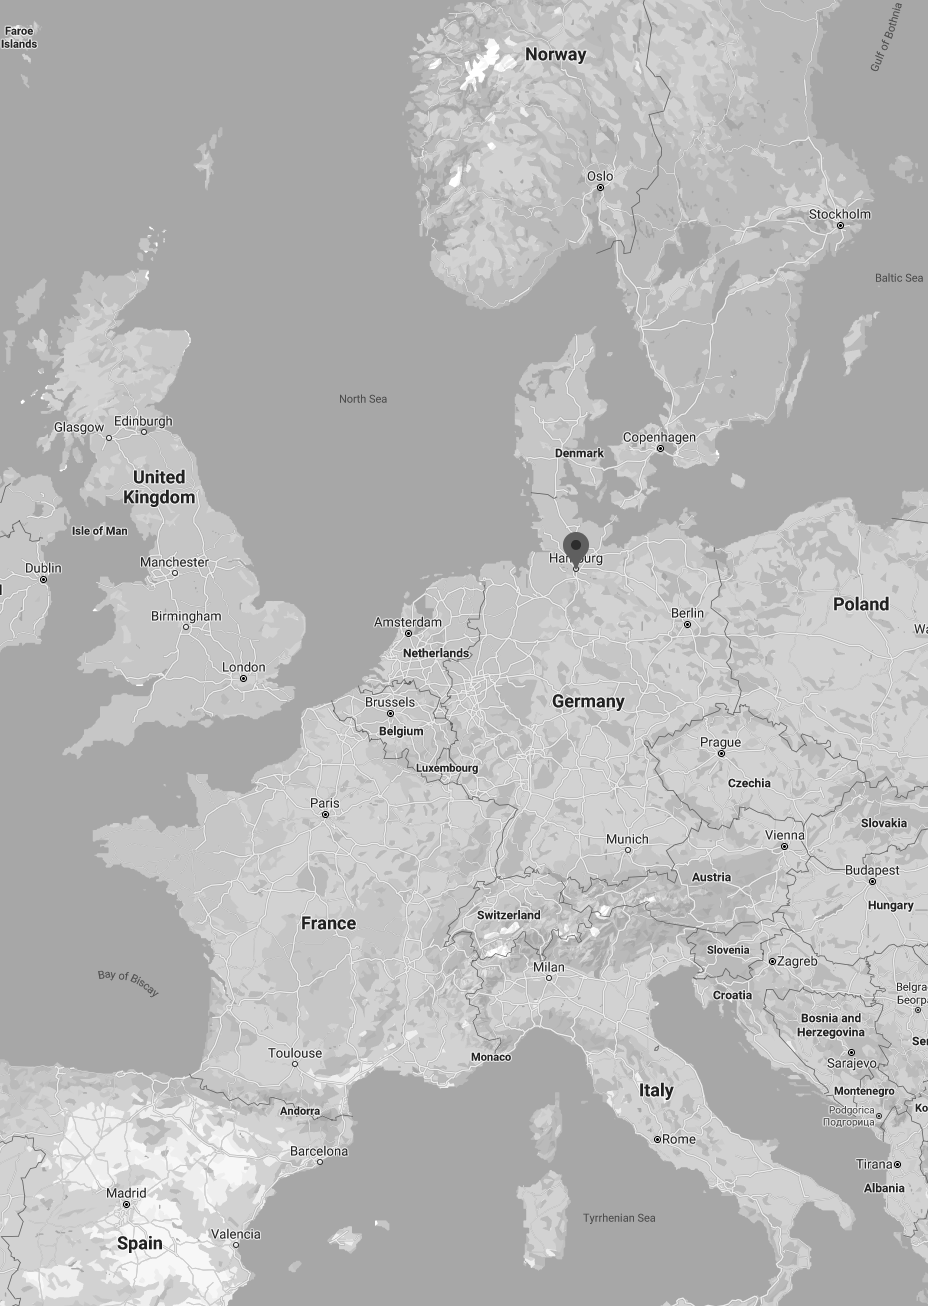 Faroe
Islands
Gulf of Bothnia
Norway
Oslo
Stockholm
Baltic Sea
North Sea
Glasgow
Edinburgh
Copenhagen
Denmark
United
Kingdom
Isle of Man
Dublin
Manchester
Hamburg
Poland
Birmingham
Amsterdam
Berlin
Netherlands
London
Brussels
Germany
Belgium
Prague
Luxembourg
Czechia
Paris
Slovakia
Munich
Vienna
Austria
Budapest
Hungary
Switzerland
France
Slovenia
Milan
Zagreb
Bay of Biscay
Croatia
Belgra
Београ
Bosnia and
Herzegovina
Ser
Toulouse
Monaco
Sarajevo
Italy
Montenegro
Andorra
Podgorica
Подгорица
Ko
Rome
Barcelona
Tirana
Madrid
Albania
Tyrrhenian Sea
Valencia
Spain